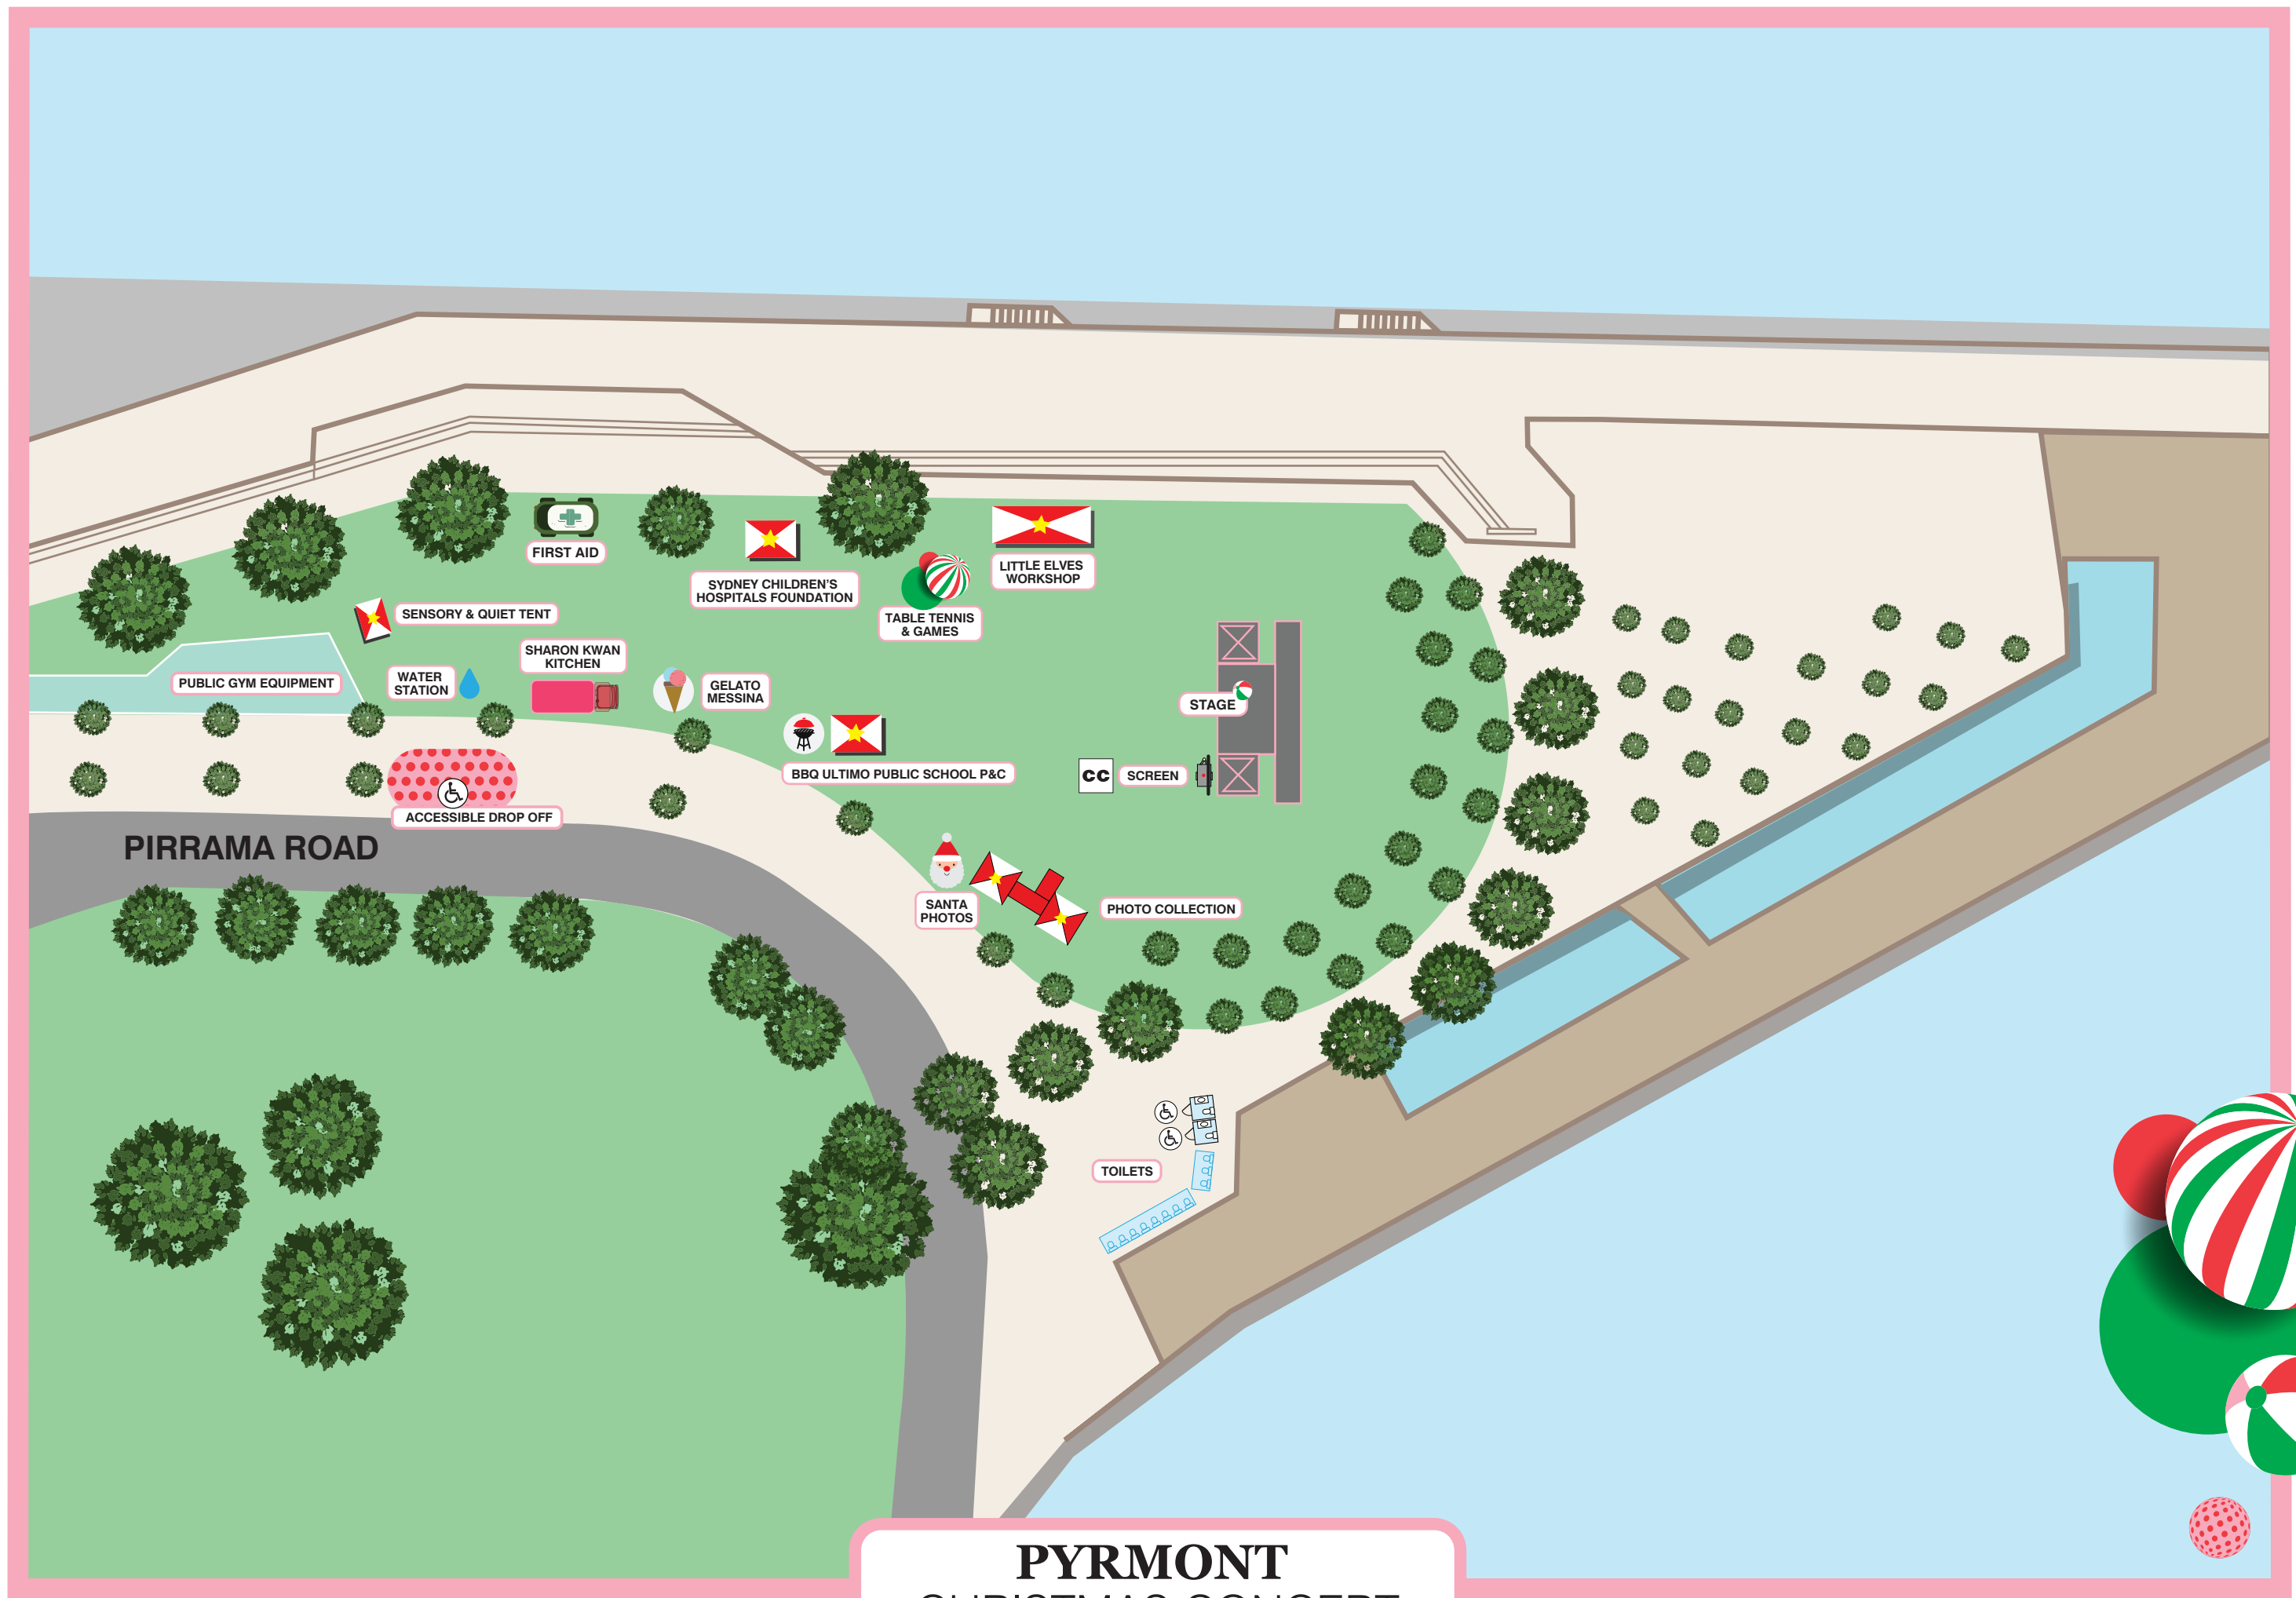 FIRST AID
SYDNEY CHILDREN'S
HOSPITALS FOUNDATION
LITTLE ELVES
WORKSHOP
TABLE TENNIS
& GAMES
SENSORY & QUIET TENT
SHARON KWAN
KITCHEN
PUBLIC GYM EQUIPMENT
WATER
STATION
GELATO
MESSINA
STAGE
BBQ ULTIMO PUBLIC SCHOOL P&C
CC
SCREEN
ACCESSIBLE DROP OFF
PIRRAMA ROAD
SANTA
PHOTOS
PHOTO COLLECTION
TOILETS
PYRMONT
CHRISTMAS CONCERT